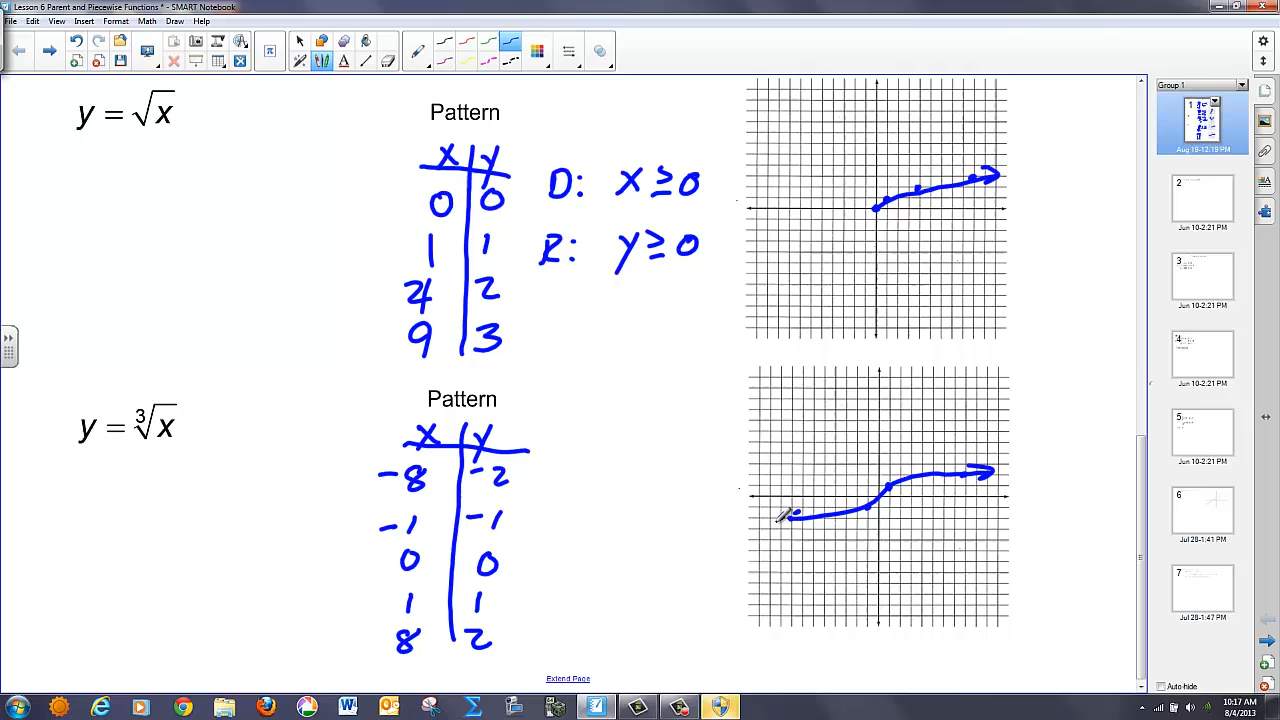 Lesson 6 Parent and Piecewise Functions * - SMART Notebook
File Edit View Insert Format Math Draw Help
y = √x
Pattern
x y
0 0
1 1
4 2
9 3
D: x ≥ 0
R: y ≥ 0
y = ∛x
Pattern
x y
-8 -2
-1 -1
0 0
1 1
8 2
Extend Page
Group 1
1
Aug 19-12:19 PM
2
Jun 10-2:21 PM
3
Jun 10-2:21 PM
4
Jun 10-2:21 PM
5
Jun 10-2:21 PM
6
Jul 28-1:41 PM
7
Jul 28-1:47 PM
Auto-hide
10:17 AM
8/4/2013